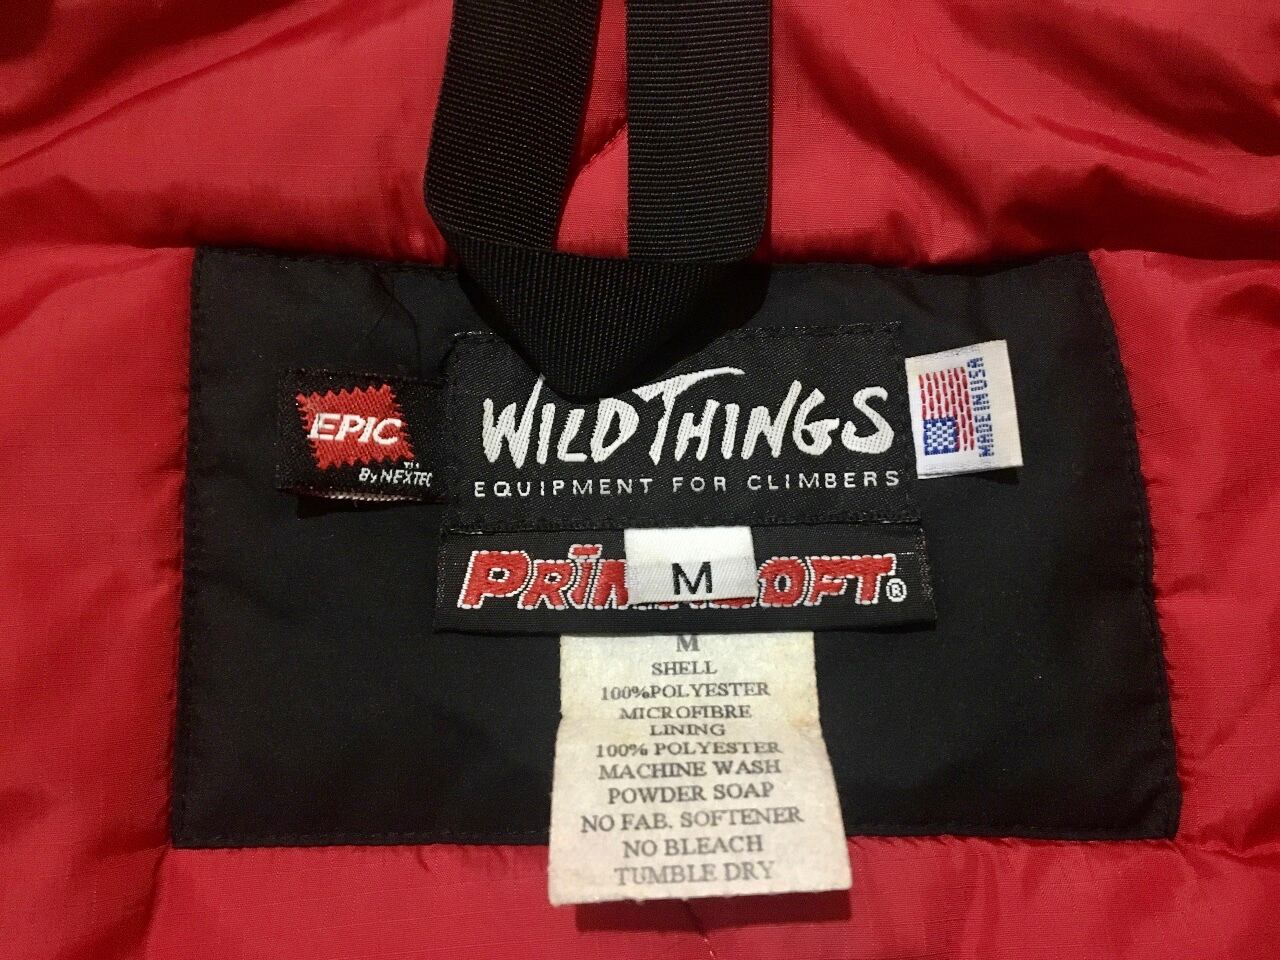 EPIC
By NEXTEC™
WILD THINGS
EQUIPMENT FOR CLIMBERS
MADE IN USA
M
®
M
SHELL
100%POLYESTER
MICROFIBRE
LINING
100% POLYESTER
MACHINE WASH
POWDER SOAP
NO FAB. SOFTENER
NO BLEACH
TUMBLE DRY